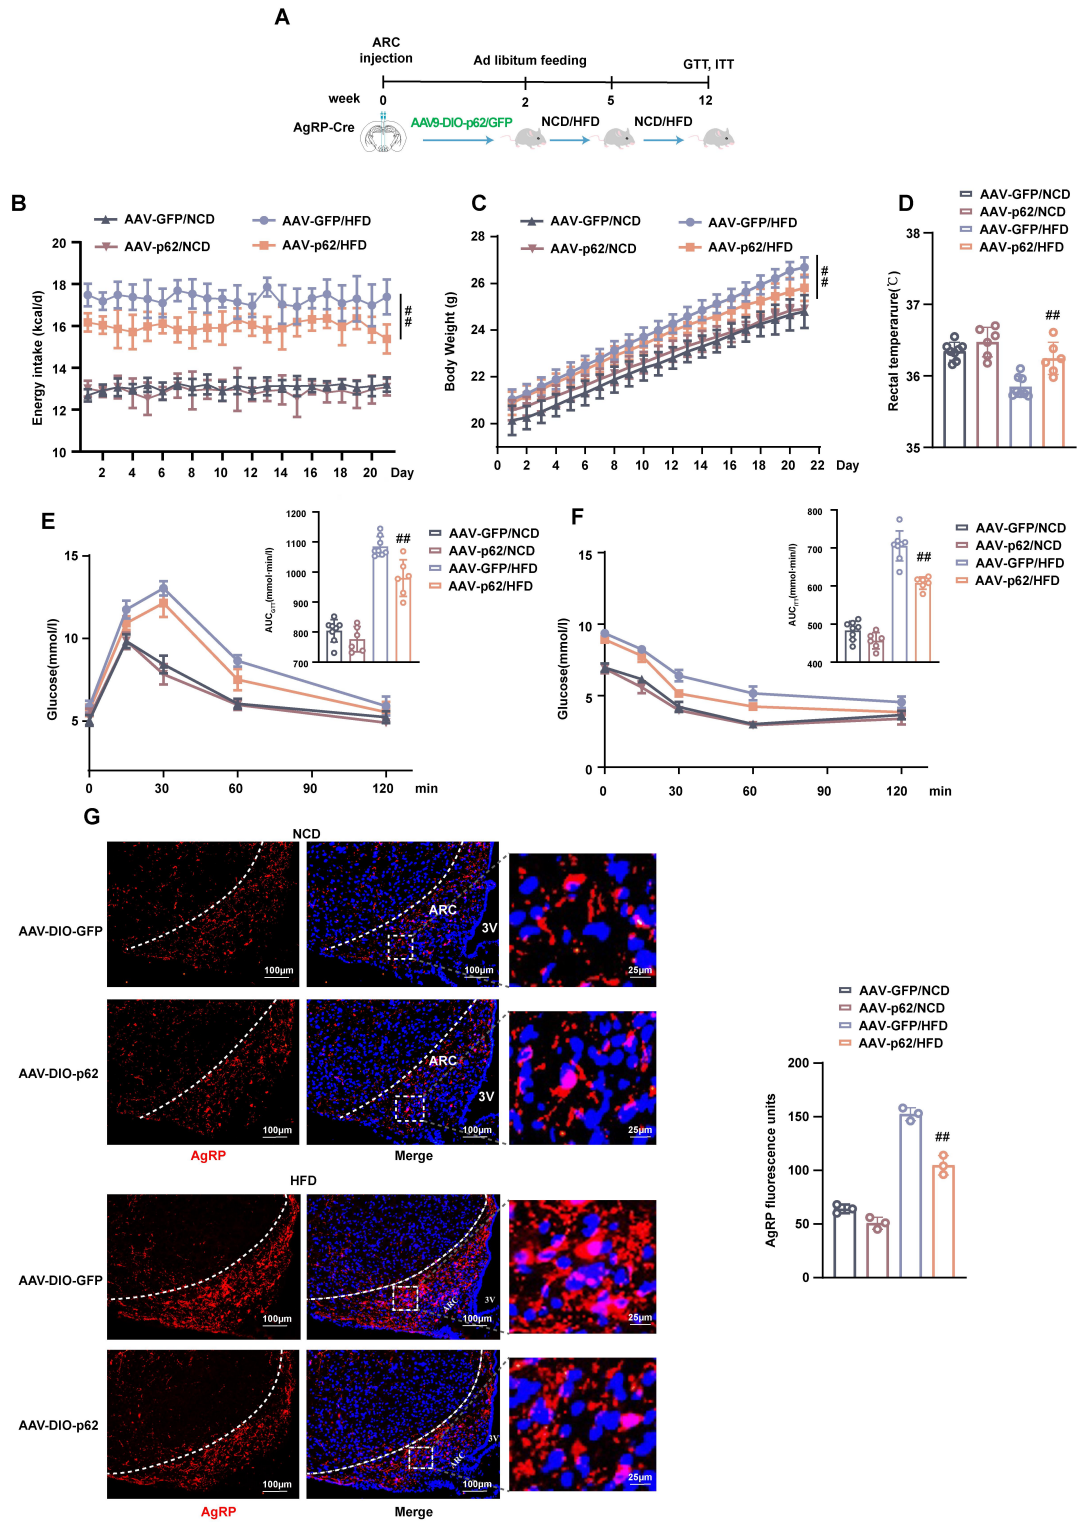 A
ARC
injection
Ad libitum feeding
GTT, ITT
week
0
2
5
12
AgRP-Cre
AAV9-DIO-p62/GFP
NCD/HFD
NCD/HFD
B
AAV-GFP/NCD
AAV-GFP/HFD
AAV-p62/NCD
AAV-p62/HFD
Energy intake (kcal/d)
20
18
16
14
12
10
##
2 4 6 8 10 12 14 16 18 20 Day
C
AAV-GFP/NCD
AAV-GFP/HFD
AAV-p62/NCD
AAV-p62/HFD
Body Weight (g)
28
26
24
22
20
##
0 2 4 6 8 10 12 14 16 18 20 22 Day
D
AAV-GFP/NCD
AAV-p62/NCD
AAV-GFP/HFD
AAV-p62/HFD
Rectal temperarure(℃)
38
37
36
35
##
E
Glucose(mmol/l)
15
10
5
0 30 60 90 120 min
AUCGTT(mmol·min/l)
1200
1100
1000
900
800
700
##
AAV-GFP/NCD
AAV-p62/NCD
AAV-GFP/HFD
AAV-p62/HFD
F
Glucose(mmol/l)
15
10
5
0
0 30 60 90 120 min
AUCITT(mmol·min/l)
800
700
600
500
400
##
AAV-GFP/NCD
AAV-p62/NCD
AAV-GFP/HFD
AAV-p62/HFD
G
NCD
AAV-DIO-GFP
100μm
ARC
3V
100μm
25μm
AAV-DIO-p62
100μm
ARC
3V
100μm
25μm
AgRP
Merge
HFD
AAV-DIO-GFP
100μm
ARC
3V
100μm
25μm
AAV-DIO-p62
100μm
ARC
3V
100μm
25μm
AgRP
Merge
AAV-GFP/NCD
AAV-p62/NCD
AAV-GFP/HFD
AAV-p62/HFD
AgRP fluorescence units
200
150
100
50
0
##